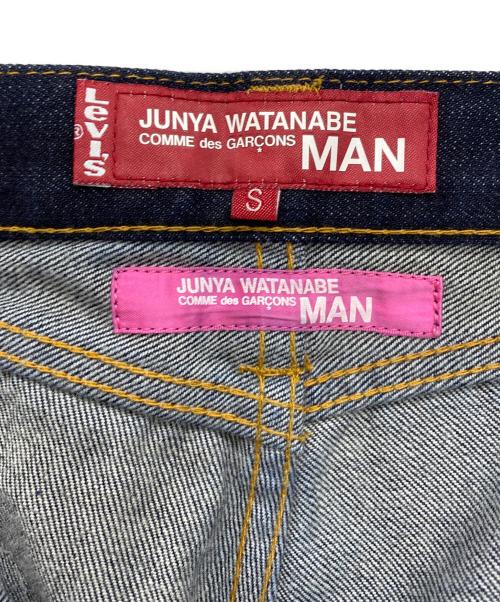 Levi's
®
JUNYA WATANABE
COMME des GARÇONS MAN
S
JUNYA WATANABE
COMME des GARÇONS MAN